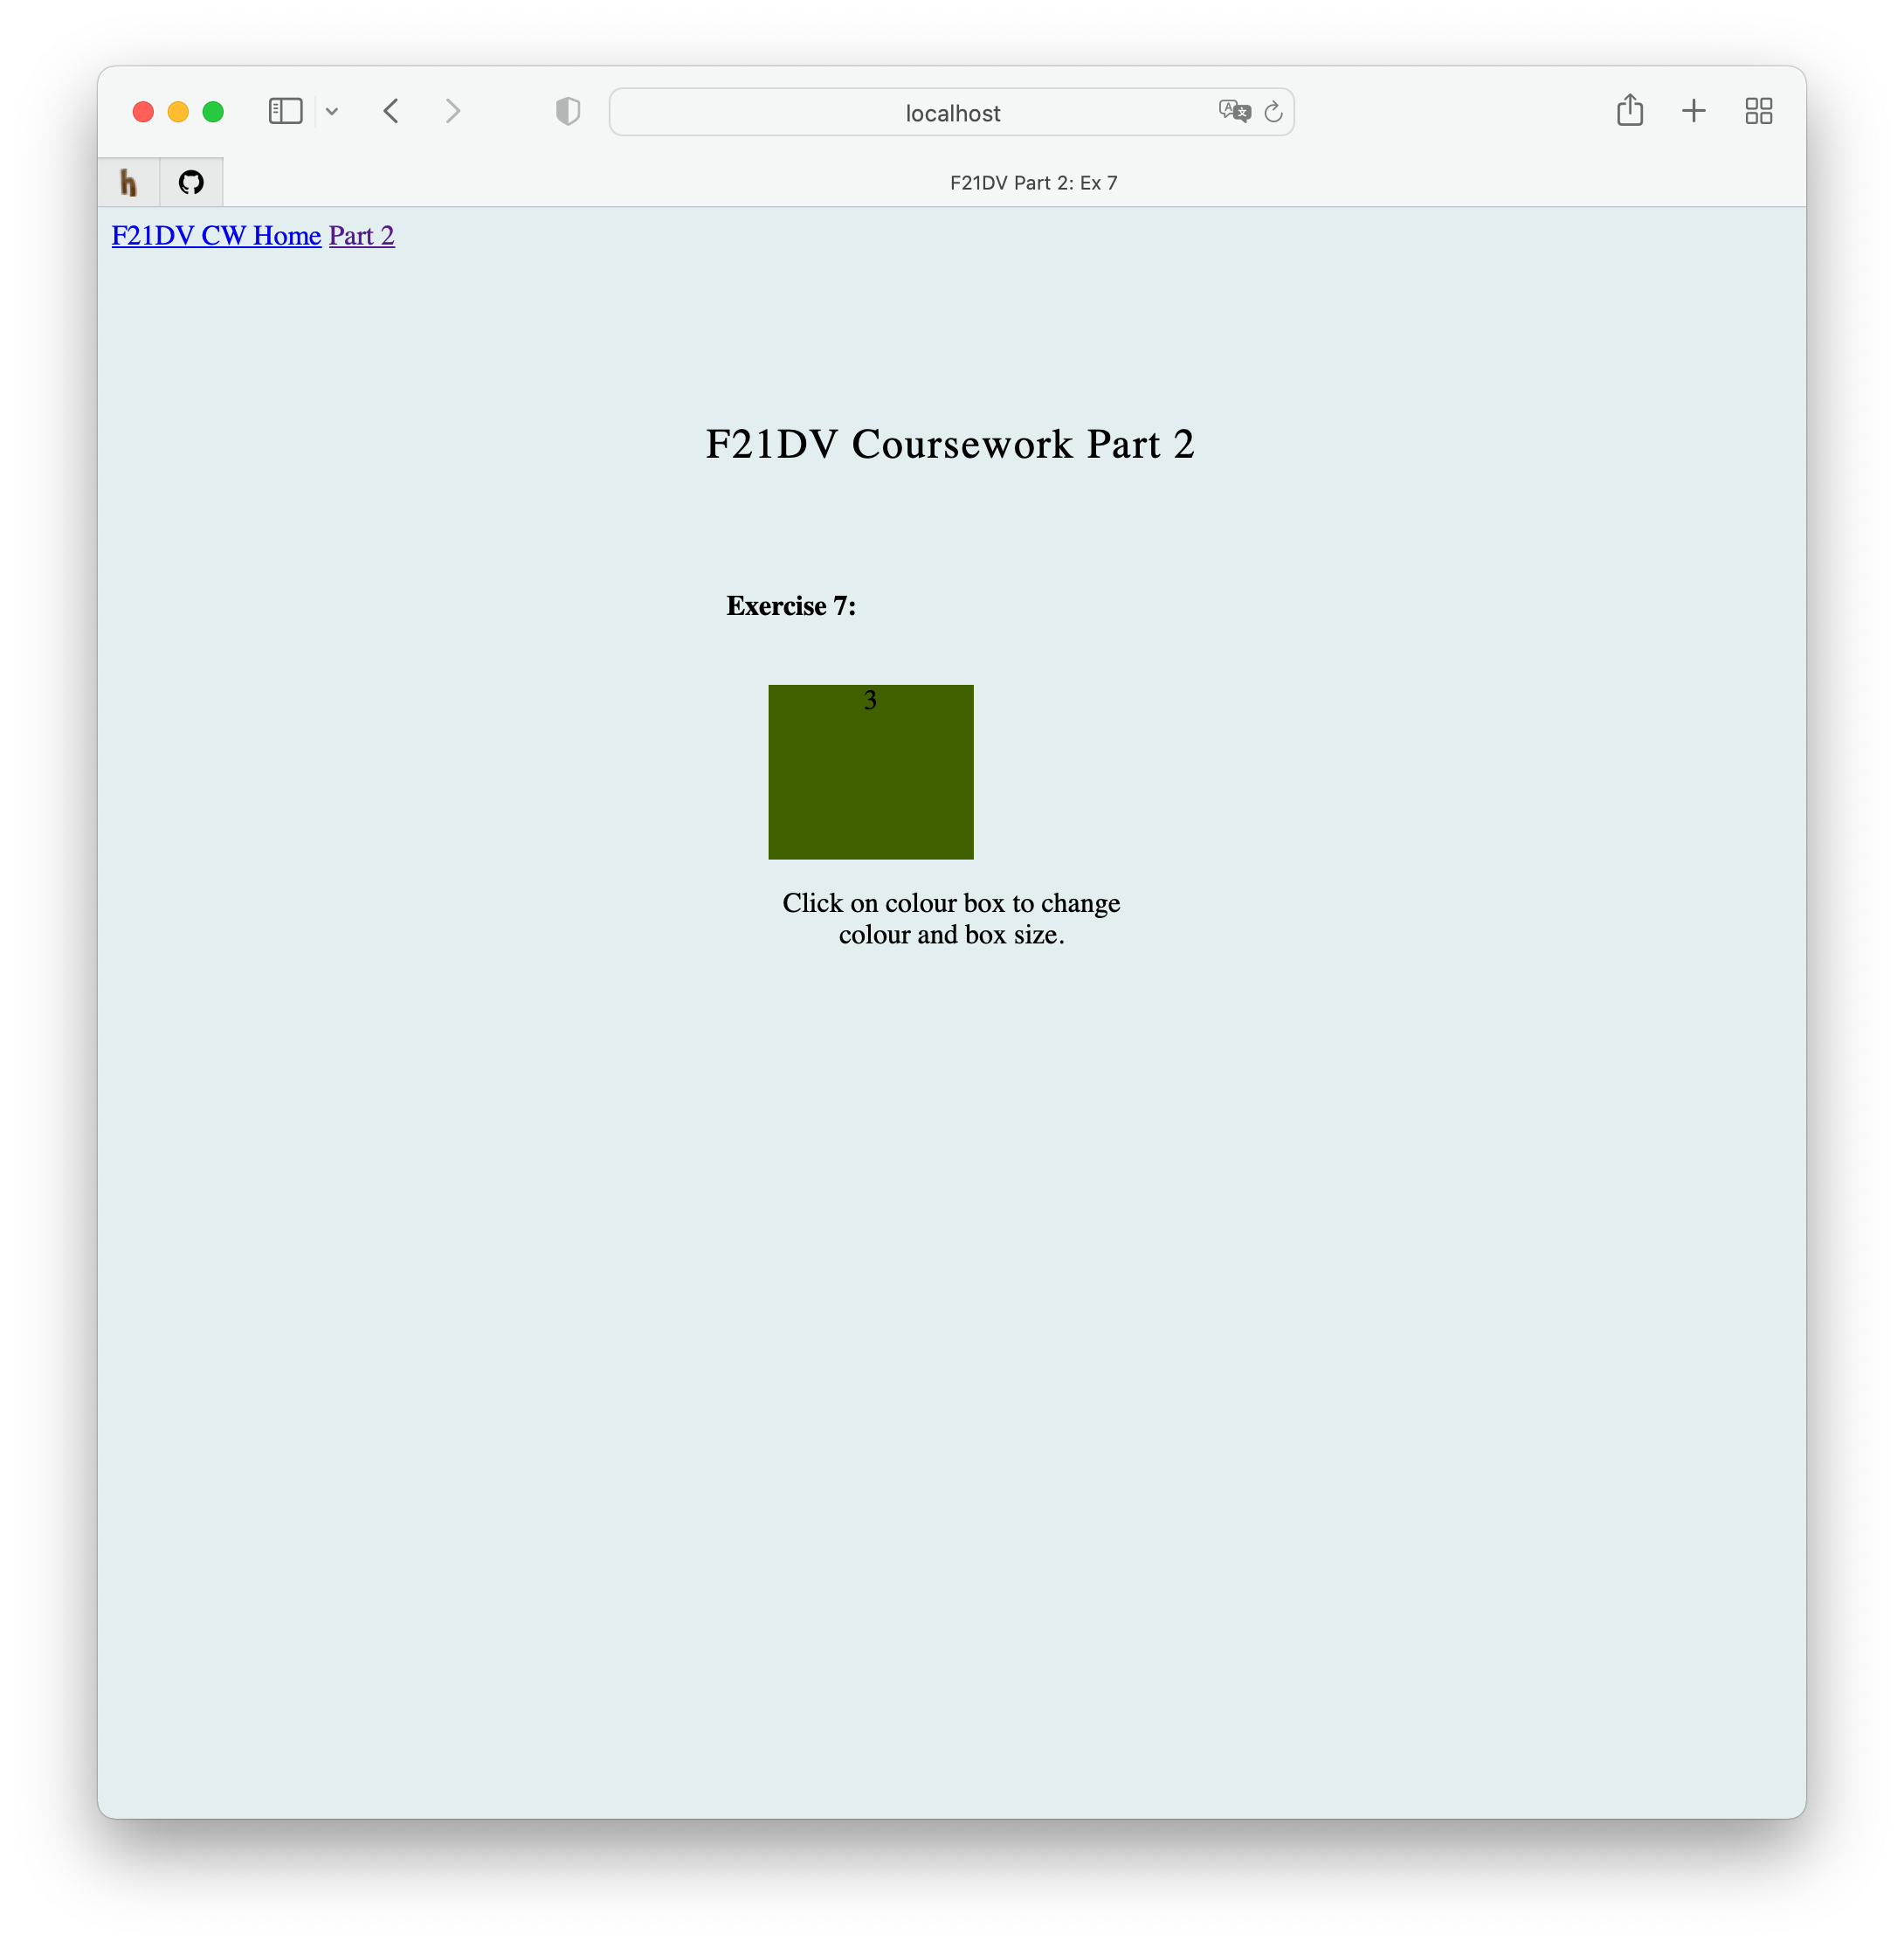 localhost
F21DV Part 2: Ex 7
F21DV CW Home Part 2
F21DV Coursework Part 2
Exercise 7:
3
Click on colour box to change
colour and box size.